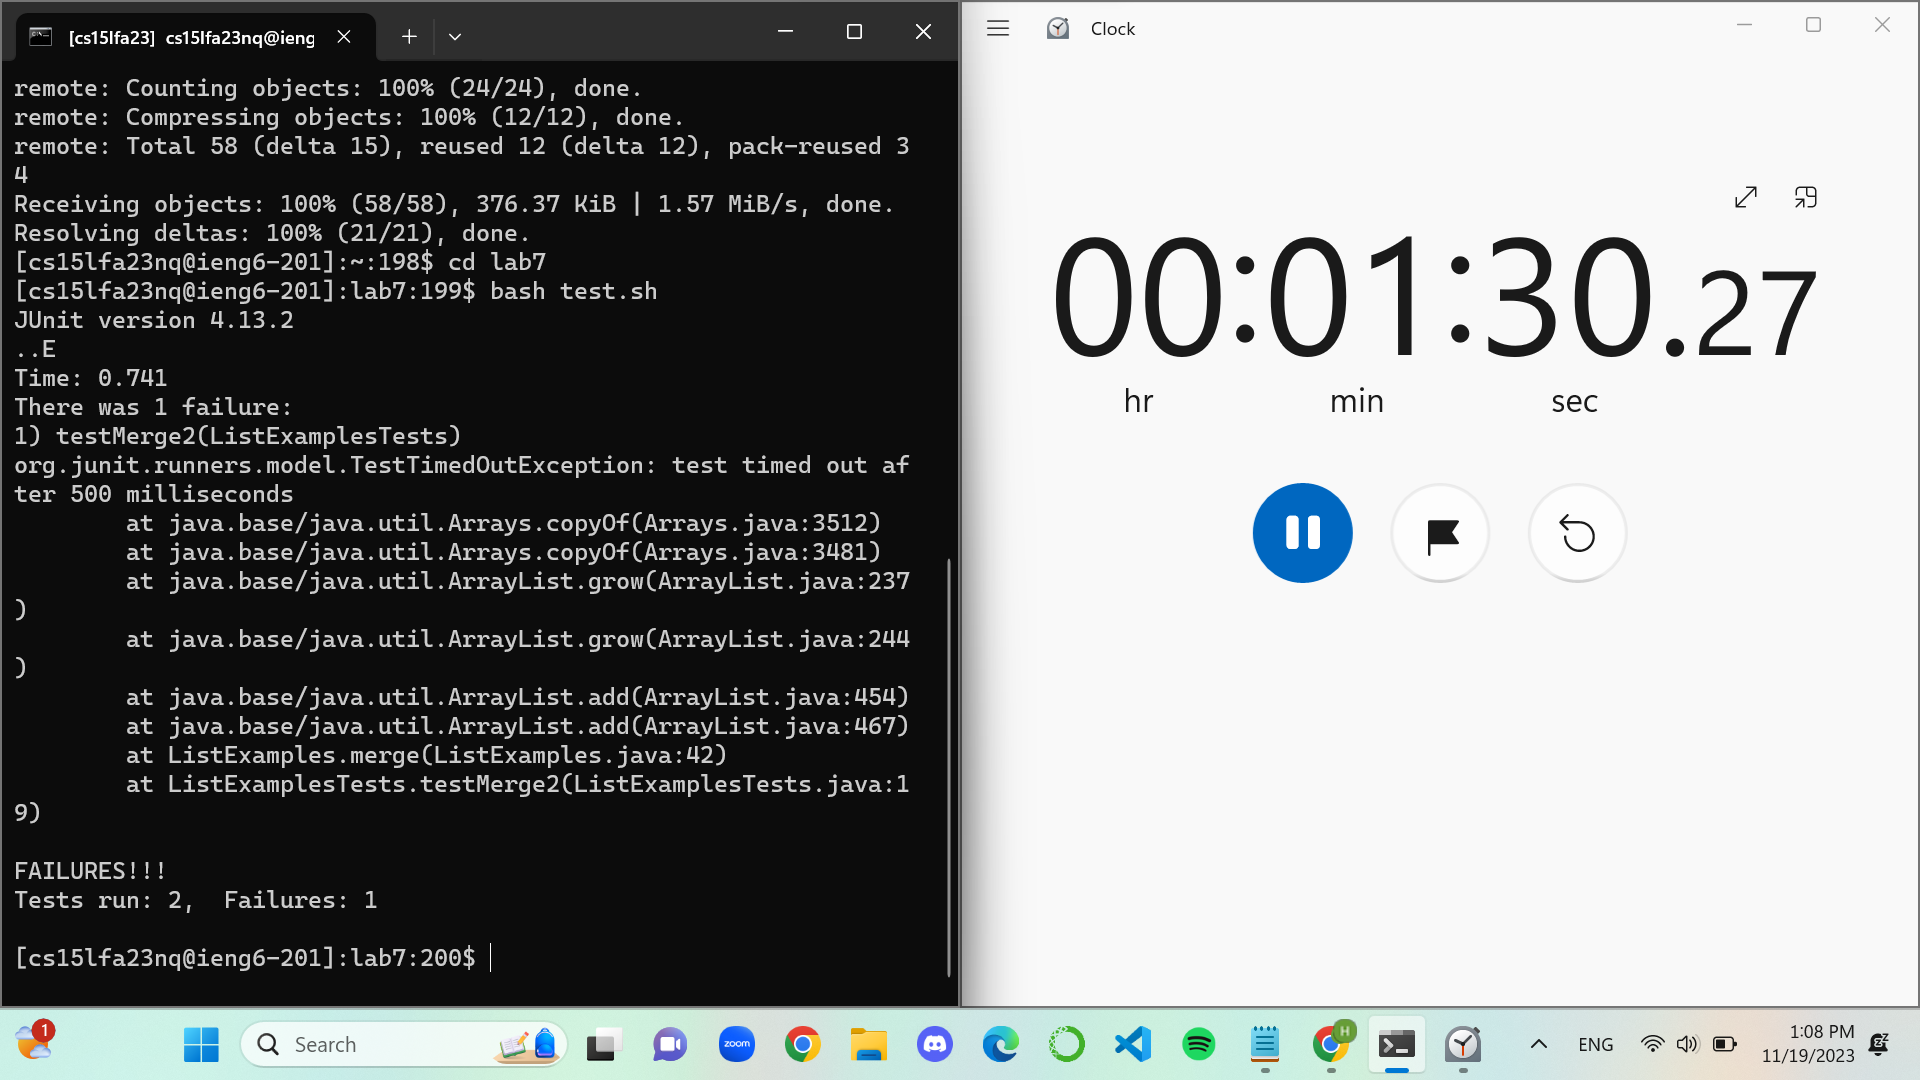 [cs15lfa23] cs15lfa23nq@ieng
remote: Counting objects: 100% (24/24), done.
remote: Compressing objects: 100% (12/12), done.
remote: Total 58 (delta 15), reused 12 (delta 12), pack-reused 3
4
Receiving objects: 100% (58/58), 376.37 KiB | 1.57 MiB/s, done.
Resolving deltas: 100% (21/21), done.
[cs15lfa23nq@ieng6-201]:~:198$ cd lab7
[cs15lfa23nq@ieng6-201]:lab7:199$ bash test.sh
JUnit version 4.13.2
..E
Time: 0.741
There was 1 failure:
1) testMerge2(ListExamplesTests)
org.junit.runners.model.TestTimedOutException: test timed out af
ter 500 milliseconds
        at java.base/java.util.Arrays.copyOf(Arrays.java:3512)
        at java.base/java.util.Arrays.copyOf(Arrays.java:3481)
        at java.base/java.util.ArrayList.grow(ArrayList.java:237
)
        at java.base/java.util.ArrayList.grow(ArrayList.java:244
)
        at java.base/java.util.ArrayList.add(ArrayList.java:454)
        at java.base/java.util.ArrayList.add(ArrayList.java:467)
        at ListExamples.merge(ListExamples.java:42)
        at ListExamplesTests.testMerge2(ListExamplesTests.java:1
9)
FAILURES!!!
Tests run: 2,  Failures: 1
[cs15lfa23nq@ieng6-201]:lab7:200$
Clock
00:01:30.27
hr min sec
1
Search
zoom
H
ENG
1:08 PM
11/19/2023